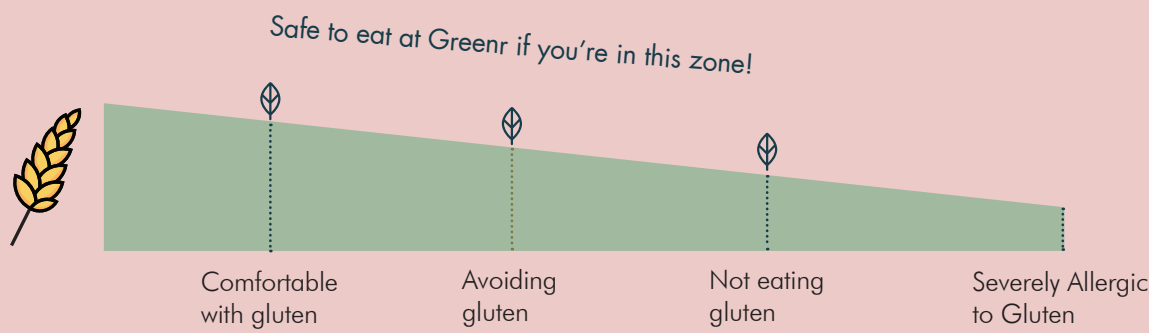 Safe to eat at Greenr if you’re in this zone!
Comfortable
with gluten
Avoiding
gluten
Not eating
gluten
Severely Allergic
to Gluten